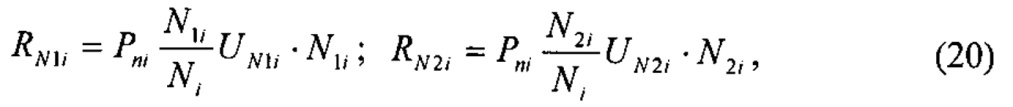 R_{N1i} = P_{ni} \frac{N_{1i}}{N_i} U_{N1i} \cdot N_{1i}; R_{N2i} = P_{ni} \frac{N_{2i}}{N_i} U_{N2i} \cdot N_{2i}, (20)